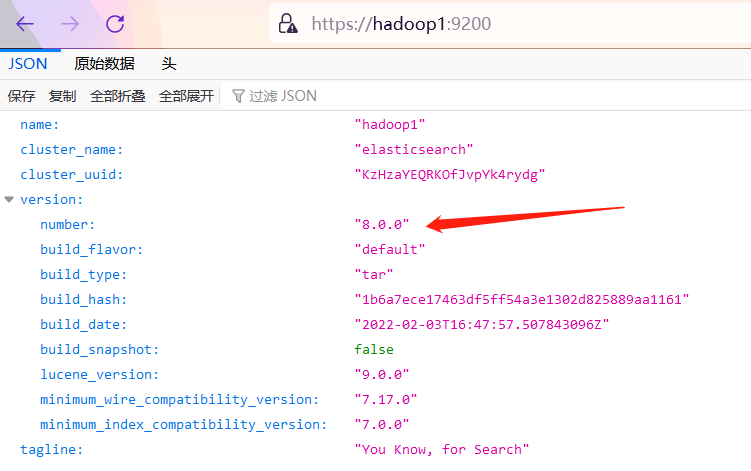 https://hadoop1:9200
JSON 原始数据 头
保存 复制 全部折叠 全部展开 过滤 JSON
name: "hadoop1"
cluster_name: "elasticsearch"
cluster_uuid: "KzHzaYEQRKOfJvpYk4rydg"
version:
number: "8.0.0"
build_flavor: "default"
build_type: "tar"
build_hash: "1b6a7ece17463df5ff54a3e1302d825889aa1161"
build_date: "2022-02-03T16:47:57.507843096Z"
build_snapshot: false
lucene_version: "9.0.0"
minimum_wire_compatibility_version: "7.17.0"
minimum_index_compatibility_version: "7.0.0"
tagline: "You Know, for Search"